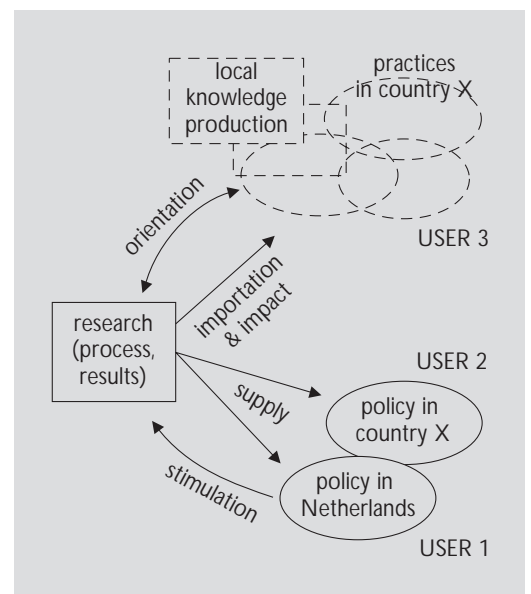 local
knowledge
production
practices
in country X
USER 3
orientation
importation
& impact
research
(process,
results)
USER 2
supply
policy in
country X
stimulation
policy in
Netherlands
USER 1